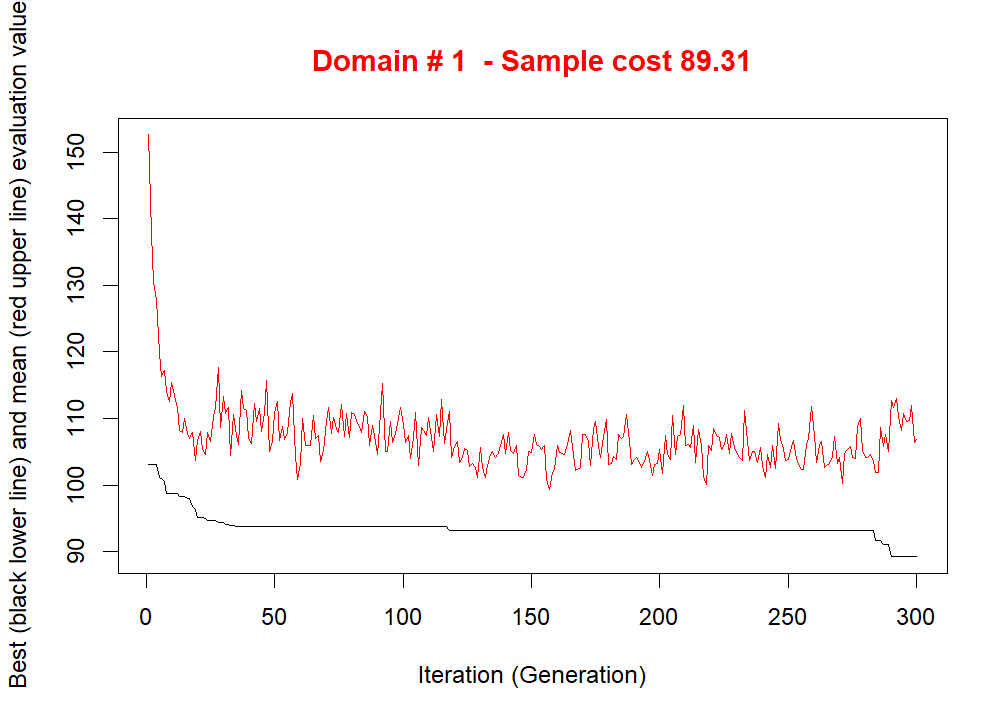 Domain # 1 - Sample cost 89.31
Best (black lower line) and mean (red upper line) evaluation value
150
140
130
120
110
100
90
0 50 100 150 200 250 300
Iteration (Generation)